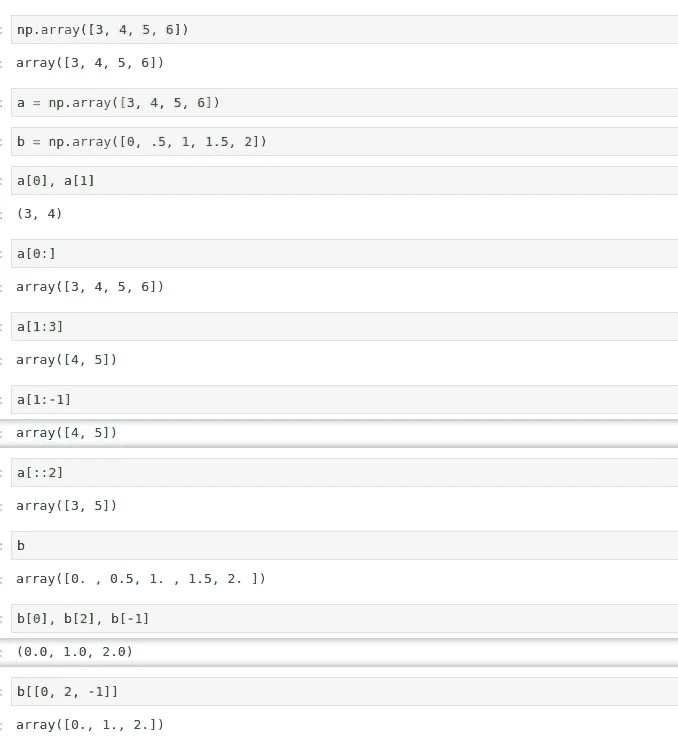 np.array([3, 4, 5, 6])
array([3, 4, 5, 6])
a = np.array([3, 4, 5, 6])
b = np.array([0, .5, 1, 1.5, 2])
a[0], a[1]
(3, 4)
a[0:]
array([3, 4, 5, 6])
a[1:3]
array([4, 5])
a[1:-1]
array([4, 5])
a[::2]
array([3, 5])
b
array([0. , 0.5, 1. , 1.5, 2. ])
b[0], b[2], b[-1]
(0.0, 1.0, 2.0)
b[[0, 2, -1]]
array([0., 1., 2.])